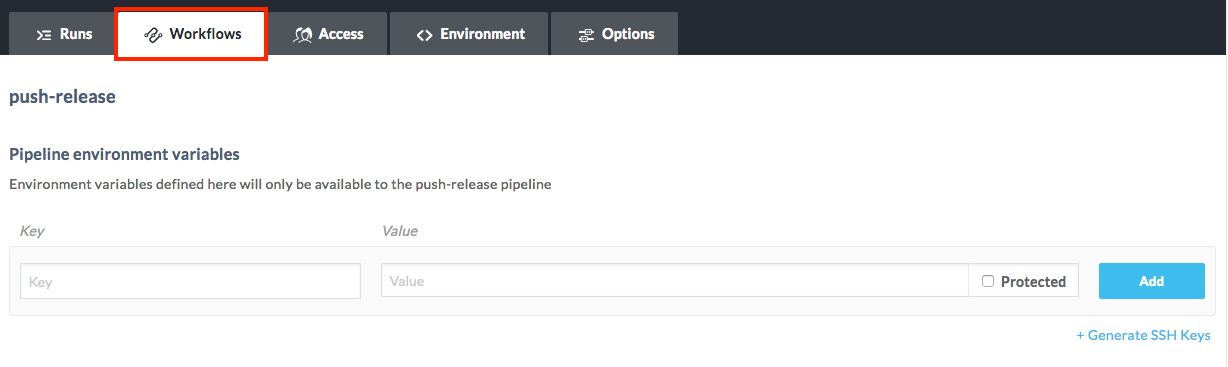 Runs Workflows Access Environment Options
push-release
Pipeline environment variables
Environment variables defined here will only be available to the push-release pipeline
Key Value
Key Value Protected Add
+ Generate SSH Keys